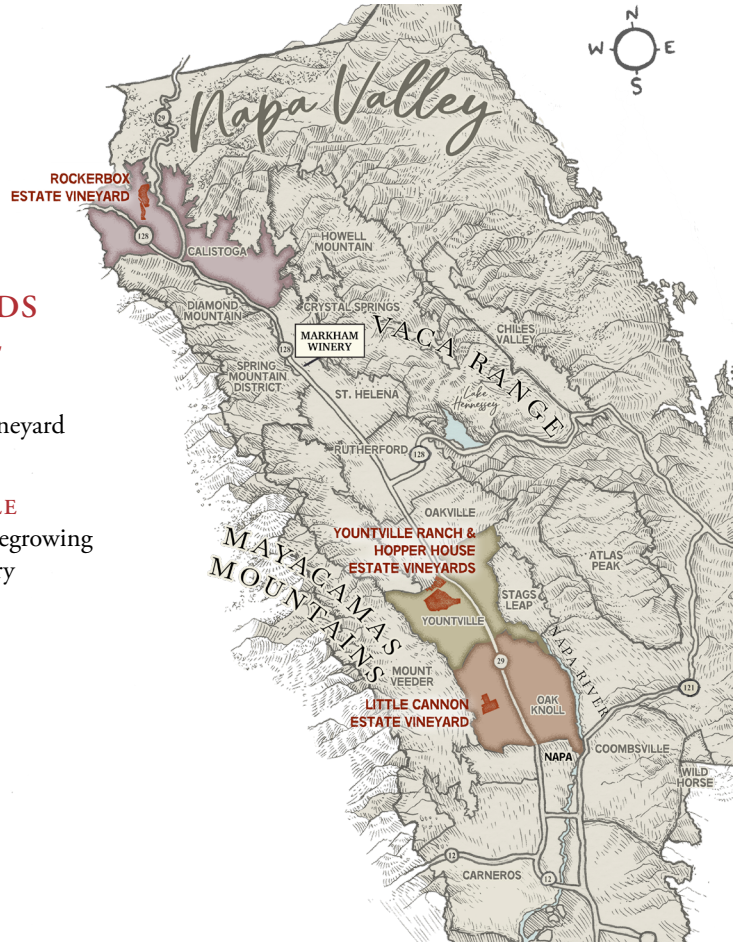 N
W E
S
Napa Valley
29
ROCKERBOX
ESTATE VINEYARD
128
CALISTOGA
HOWELL
MOUNTAIN
DIAMOND
MOUNTAIN
CRYSTAL SPRINGS
DS
MARKHAM
WINERY
VACA RANGE
CHILES
VALLEY
128
SPRING
MOUNTAIN
DISTRICT
ST. HELENA
Lake
Hennessey
neyard
RUTHERFORD
128
LE
egrowing
ry
OAKVILLE
YOUNTVILLE RANCH &
HOPPER HOUSE
ESTATE VINEYARDS
ATLAS
PEAK
MAYACAMAS
MOUNTAINS
STAGS
LEAP
YOUNTVILLE
NAPA RIVER
29
MOUNT
VEEDER
121
LITTLE CANNON
ESTATE VINEYARD
OAK
KNOLL
NAPA
COOMBSVILLE
WILD
HORSE
12
CARNEROS
12